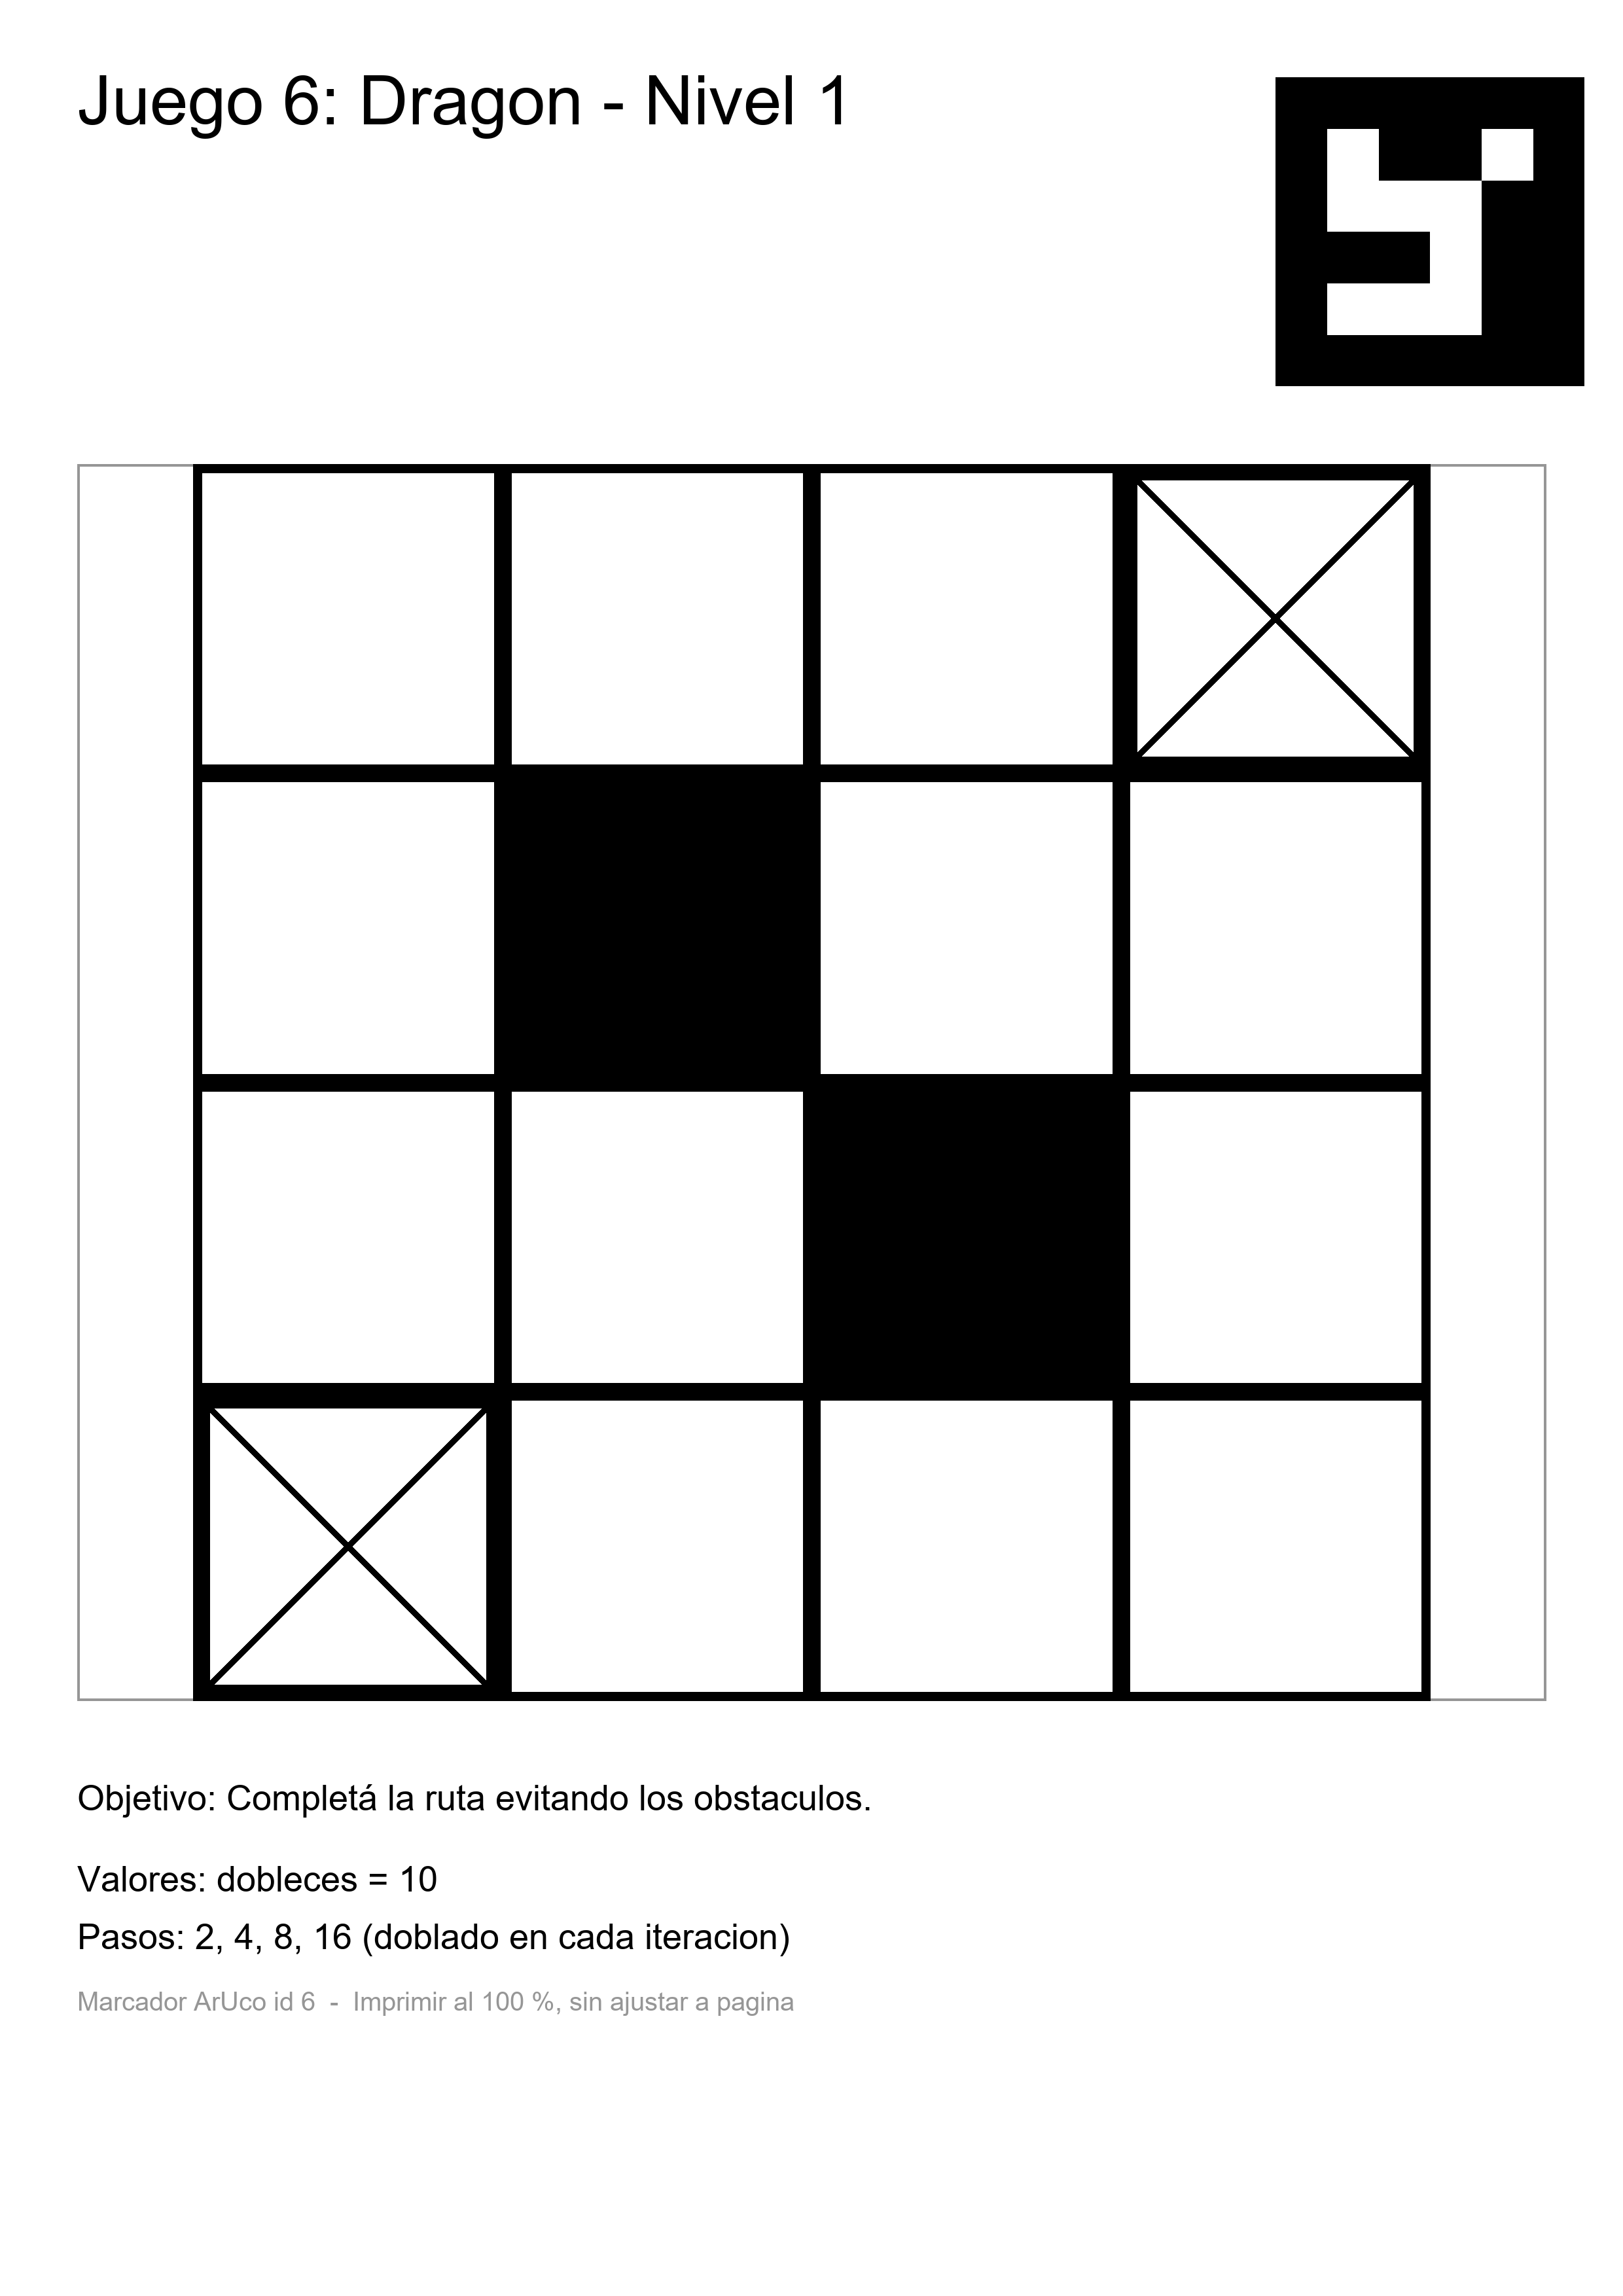 Juego 6: Dragon - Nivel 1
Objetivo: Completá la ruta evitando los obstaculos.
Valores: dobleces = 10
Pasos: 2, 4, 8, 16 (doblado en cada iteracion)
Marcador ArUco id 6 - Imprimir al 100 %, sin ajustar a pagina